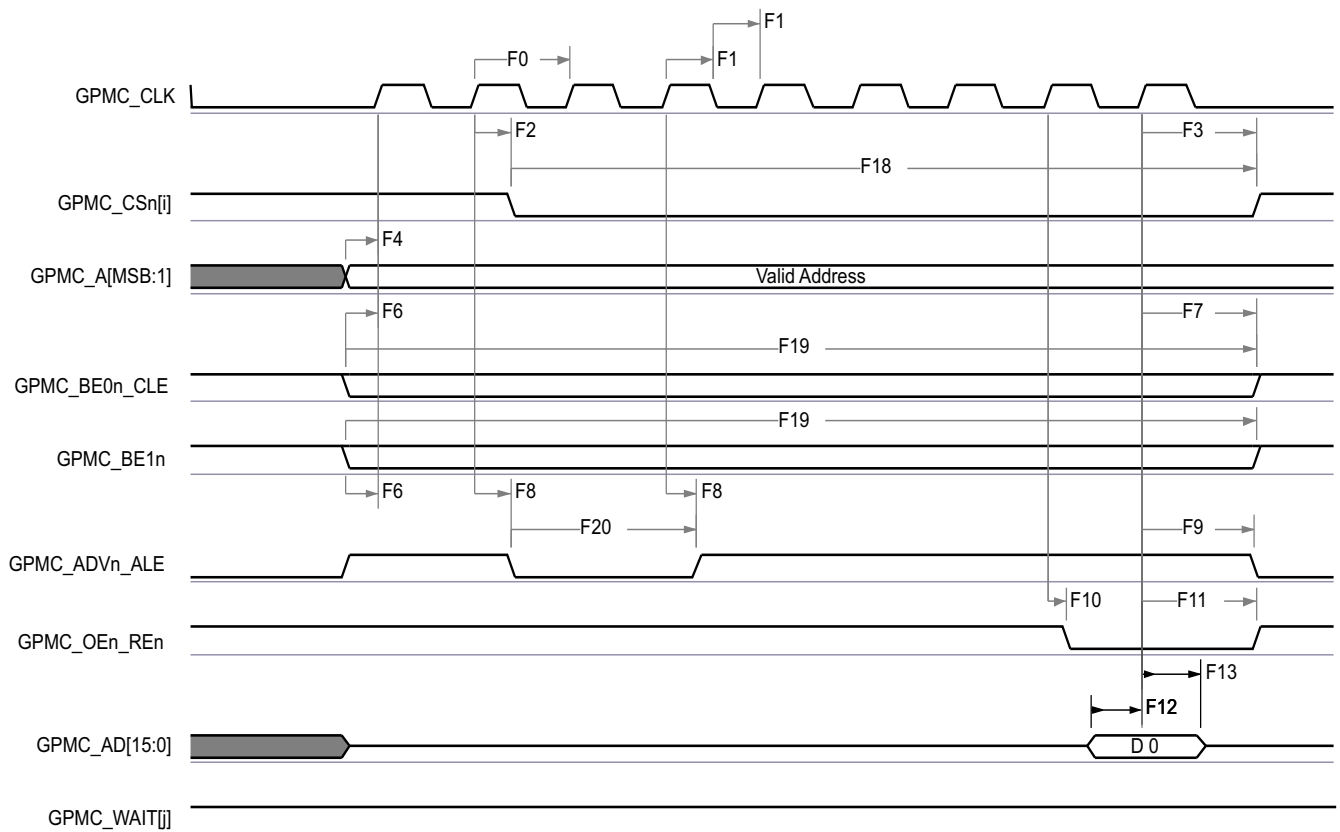 F1
F0
F1
GPMC_CLK
F2
F3
F18
GPMC_CSn[i]
F4
GPMC_A[MSB:1]
Valid Address
F6
F7
F19
GPMC_BE0n_CLE
F19
GPMC_BE1n
F6
F8
F8
F20
F9
GPMC_ADVn_ALE
F10
F11
GPMC_OEn_REn
F13
F12
GPMC_AD[15:0]
D 0
GPMC_WAIT[j]